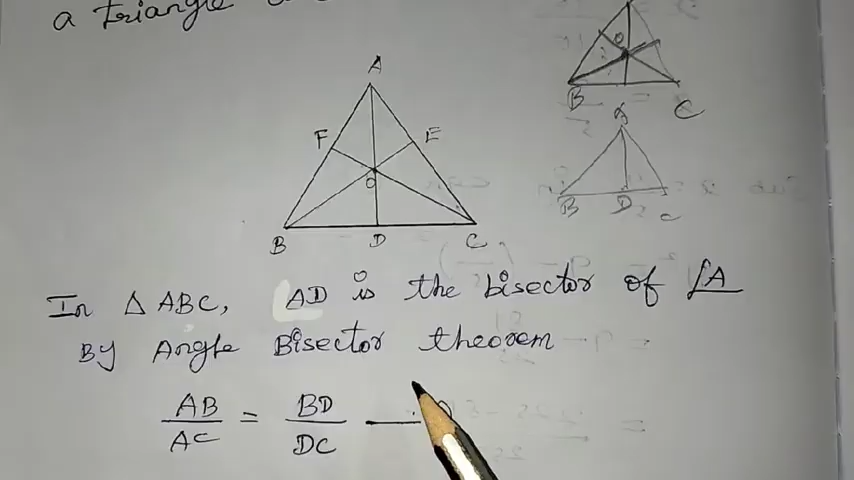 a triangle
O
B
C
A
F
E
O
B
D
C
A
B
D
C
In Δ ABC, AD is the bisector of ∠A
By Angle Bisector theorem
AB/AC = BD/DC —